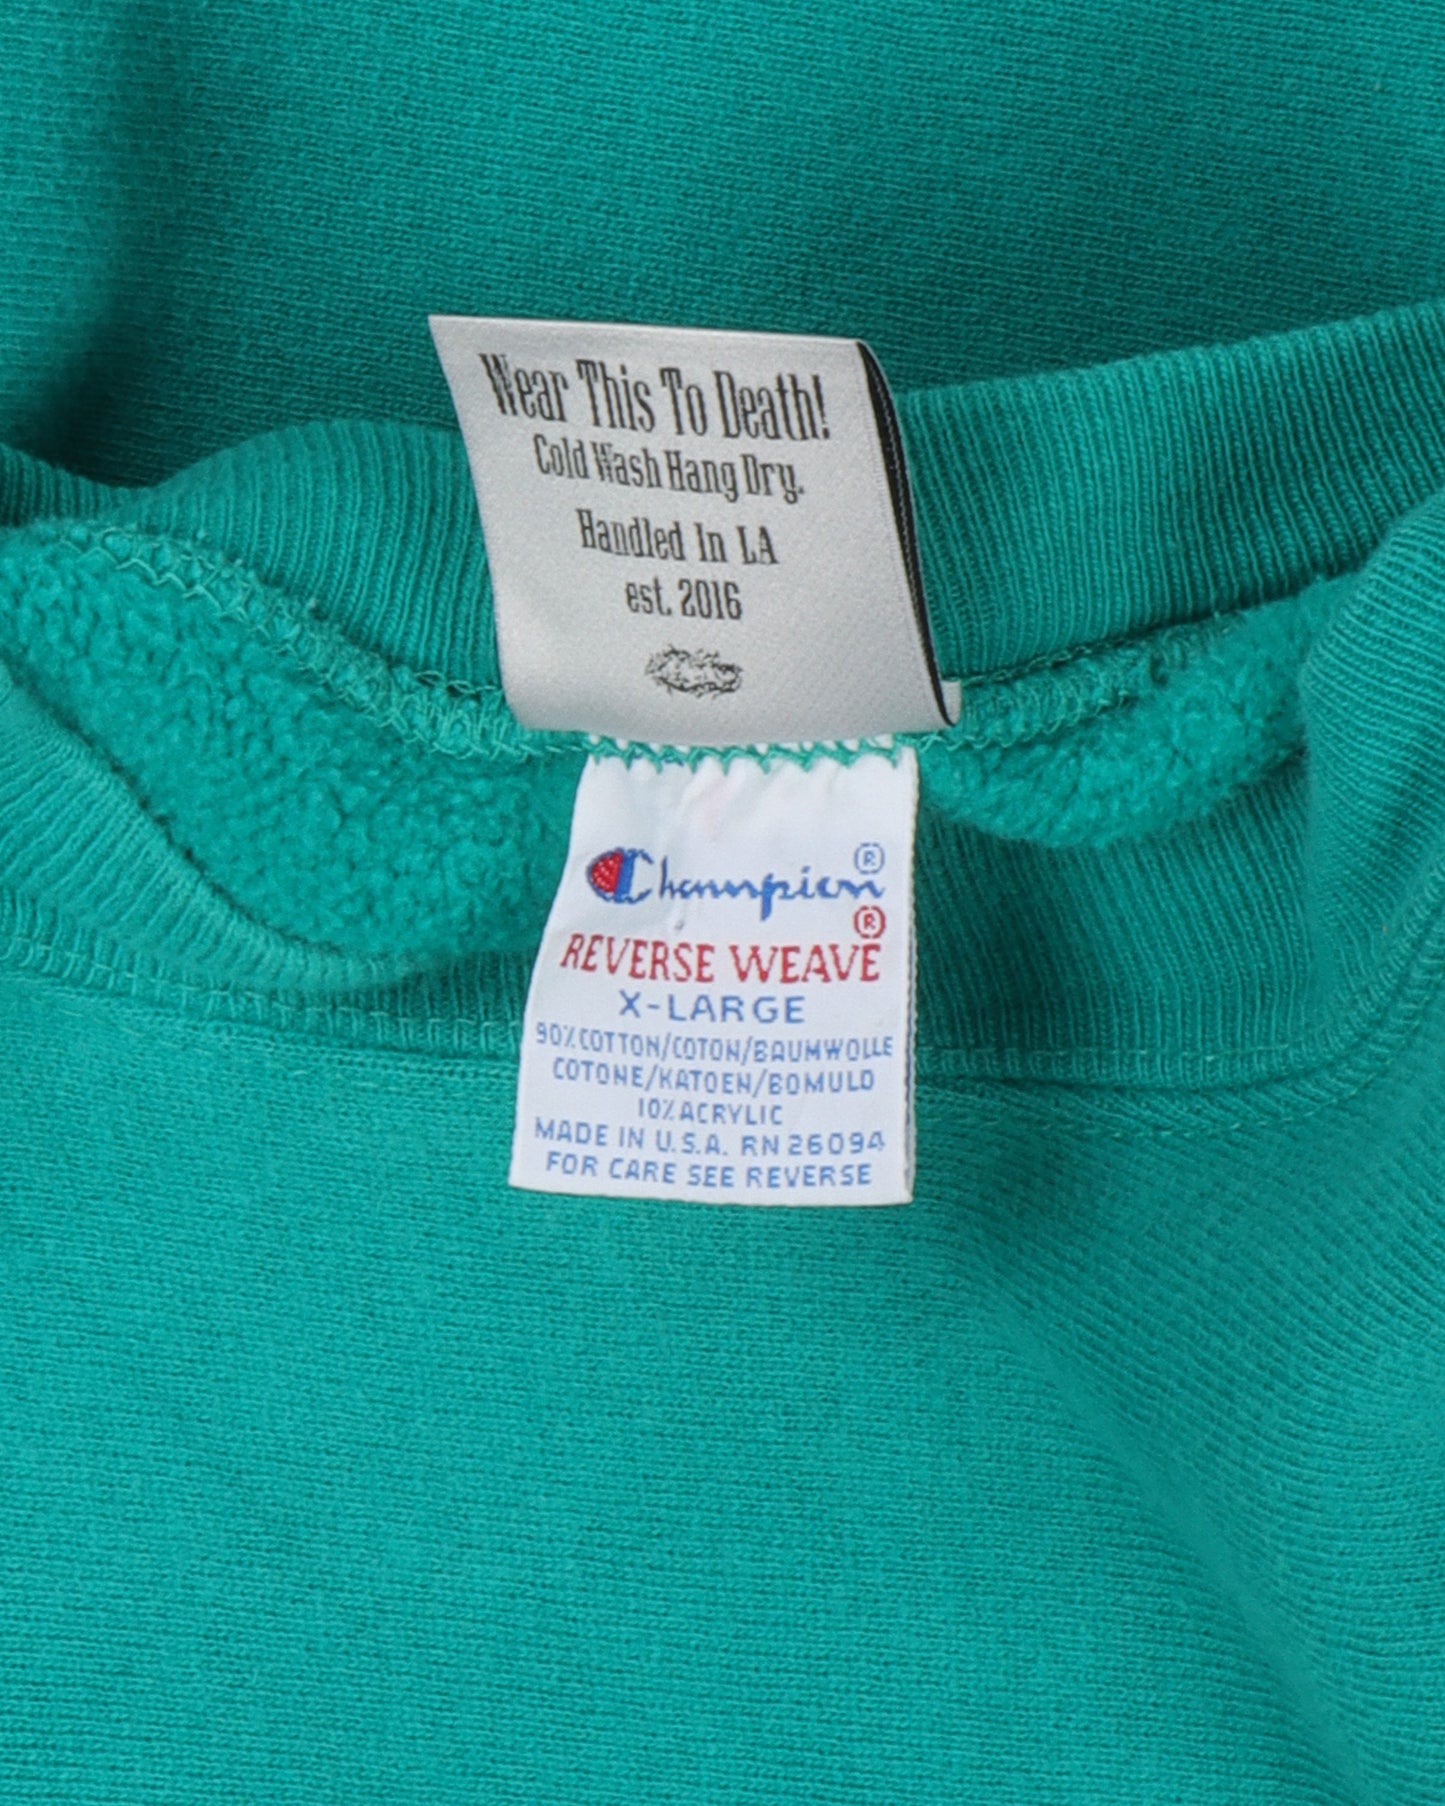 Wear This To Death!
Cold Wash Hang Dry.
Handled In LA
est. 2016
Champion®
REVERSE WEAVE®
X-LARGE
90% COTTON/COTON/BAUMWOLLE
COTONE/KATOEN/BOMULD
10% ACRYLIC
MADE IN U.S.A. RN 26094
FOR CARE SEE REVERSE